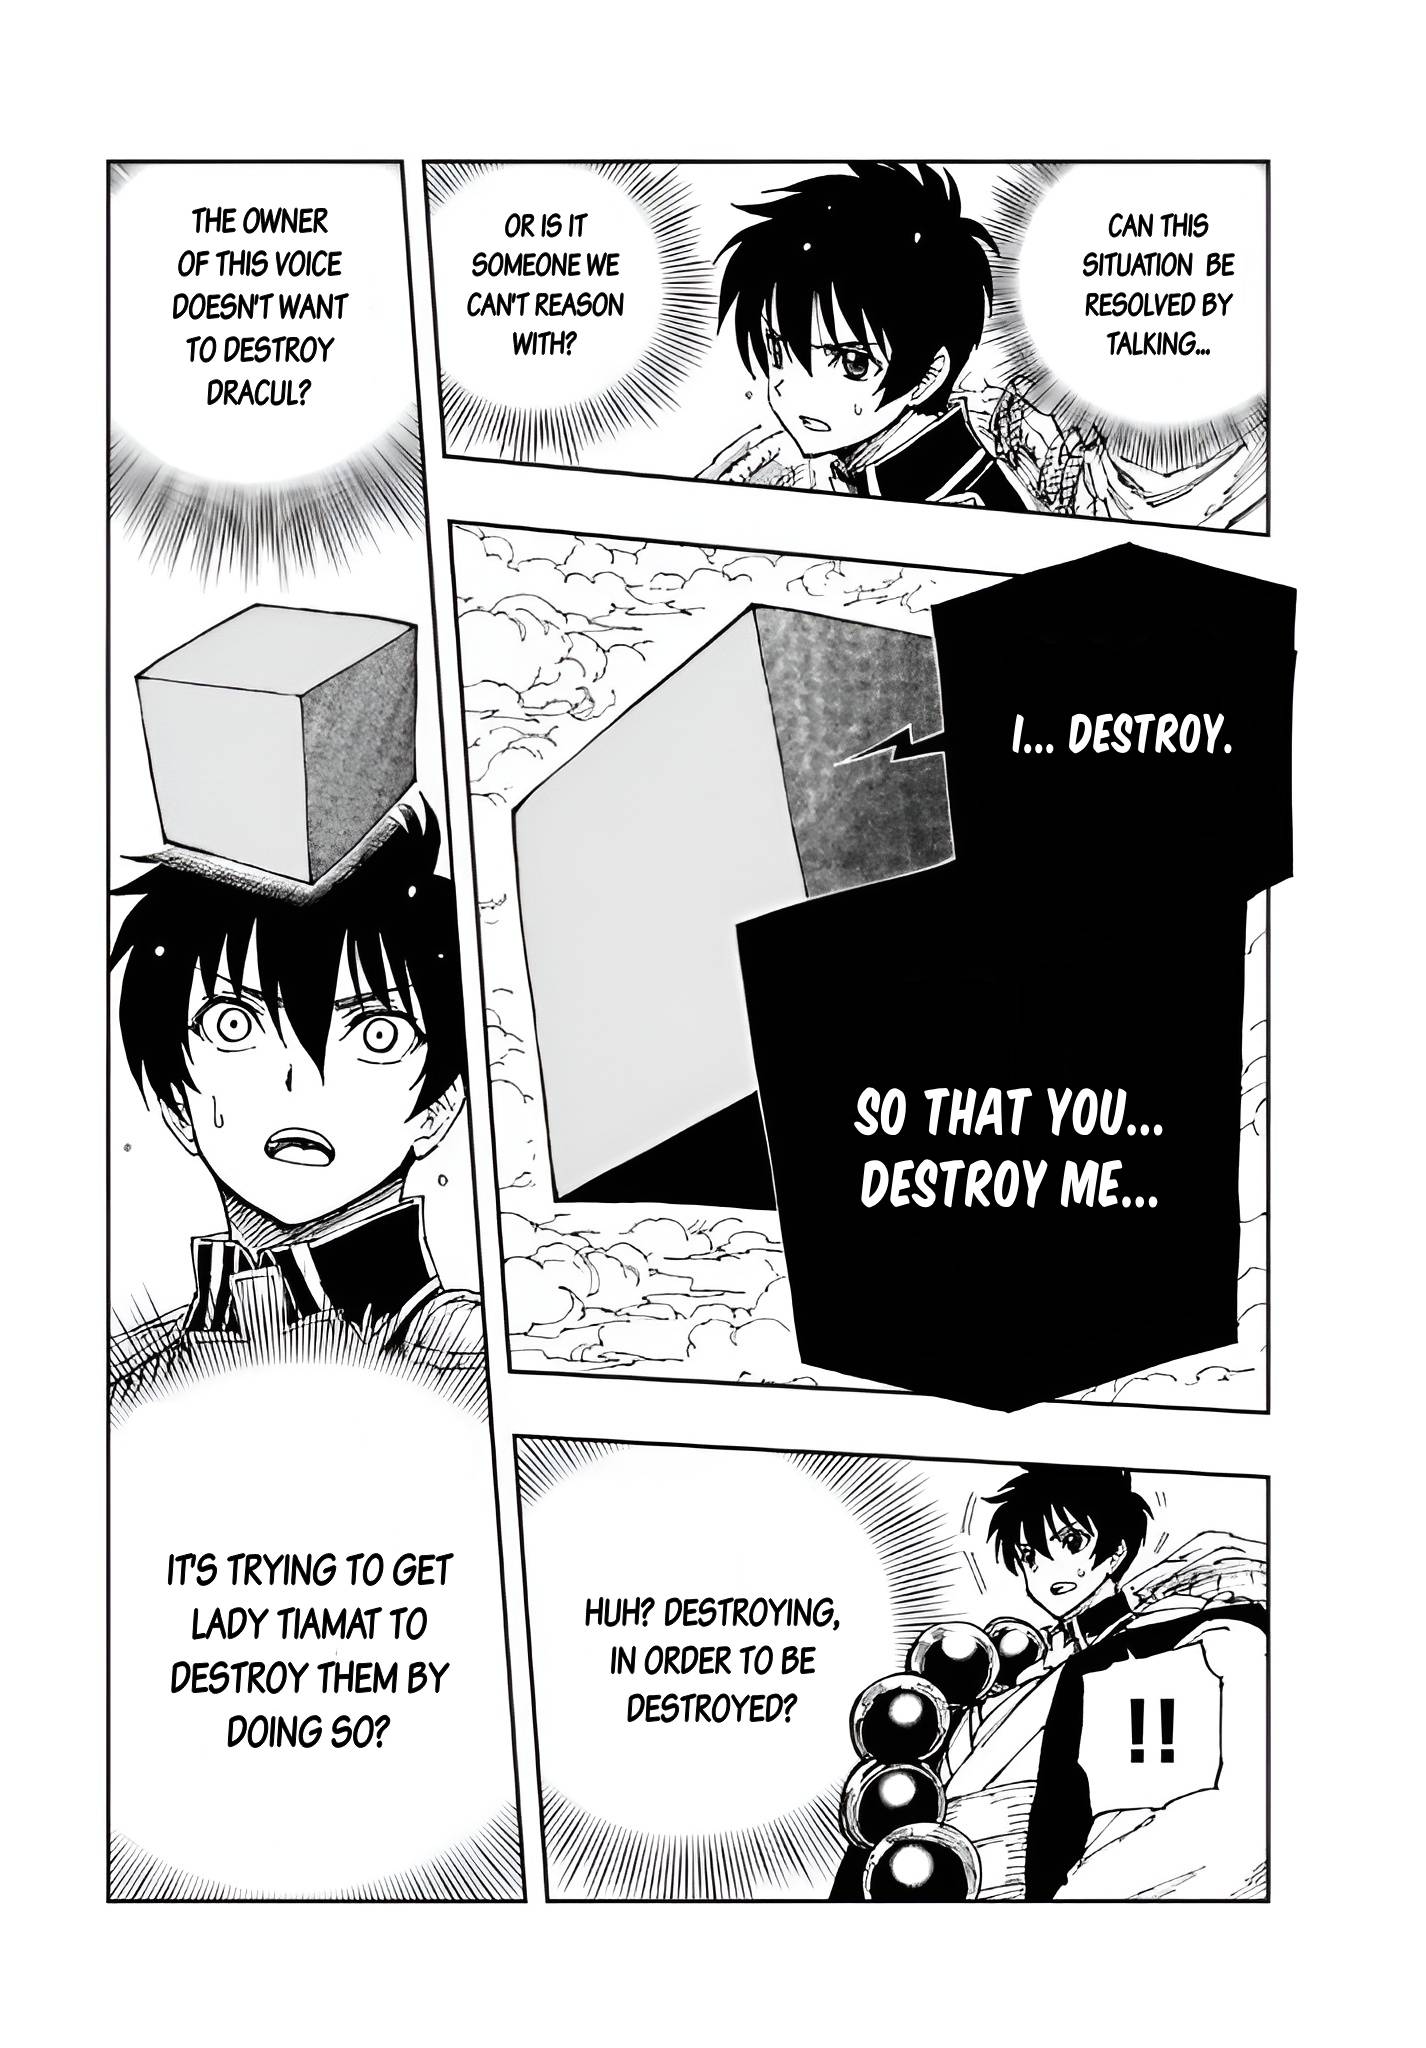 CAN THIS
SITUATION BE
RESOLVED BY
TALKING...
OR IS IT
SOMEONE WE
CAN'T REASON
WITH?
I... DESTROY.
SO THAT YOU...
DESTROY ME...
!!
HUH? DESTROYING,
IN ORDER TO BE
DESTROYED?
THE OWNER
OF THIS VOICE
DOESN'T WANT
TO DESTROY
DRACUL?
IT'S TRYING TO GET
LADY TIAMAT TO
DESTROY THEM BY
DOING SO?